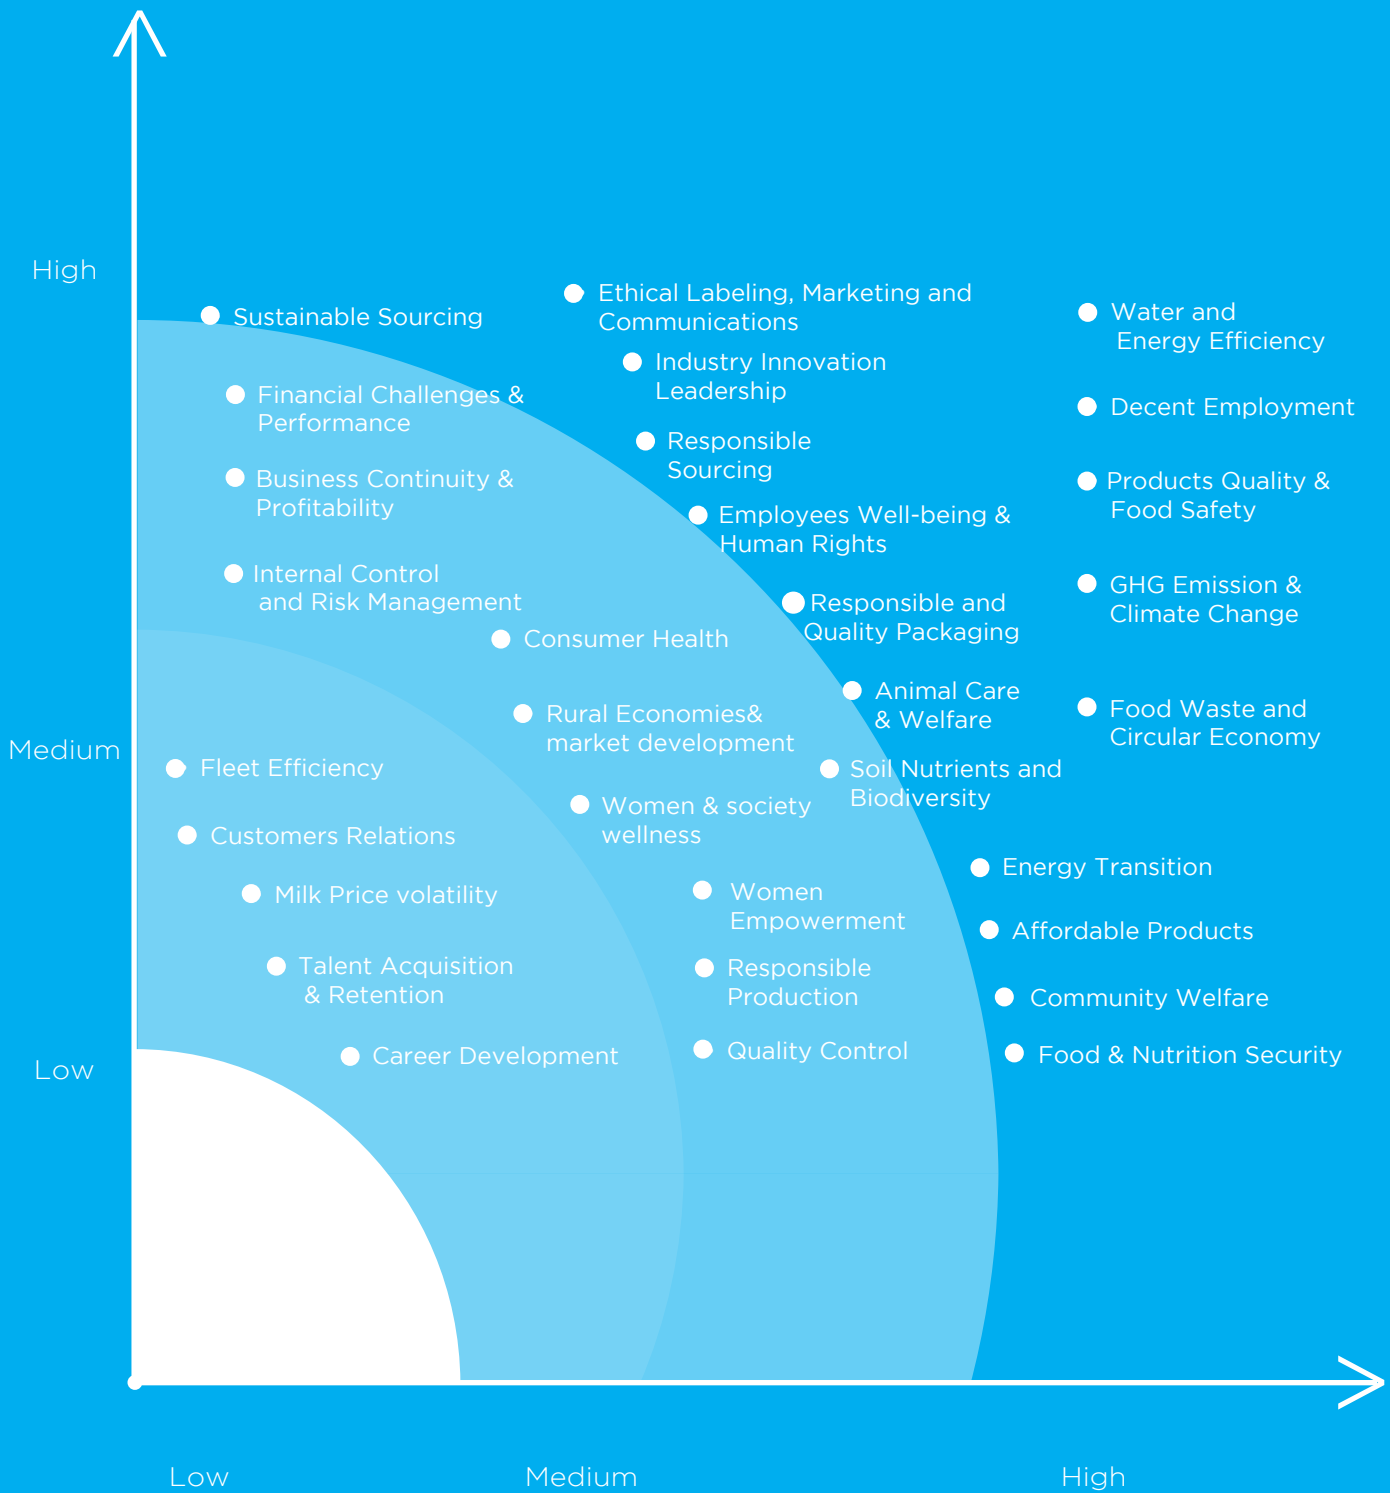 High
Sustainable Sourcing
Ethical Labeling, Marketing and
Communications
Water and
Energy Efficiency
Industry Innovation
Leadership
Financial Challenges &
Performance
Decent Employment
Responsible
Sourcing
Business Continuity &
Profitability
Products Quality &
Food Safety
Employees Well-being &
Human Rights
Internal Control
and Risk Management
GHG Emission &
Climate Change
Responsible and
Quality Packaging
Consumer Health
Animal Care
& Welfare
Rural Economies&
market development
Food Waste and
Circular Economy
Medium
Fleet Efficiency
Soil Nutrients and
Biodiversity
Women & society
wellness
Customers Relations
Energy Transition
Milk Price volatility
Women
Empowerment
Affordable Products
Talent Acquisition
& Retention
Responsible
Production
Community Welfare
Low
Career Development
Quality Control
Food & Nutrition Security
Low
Medium
High